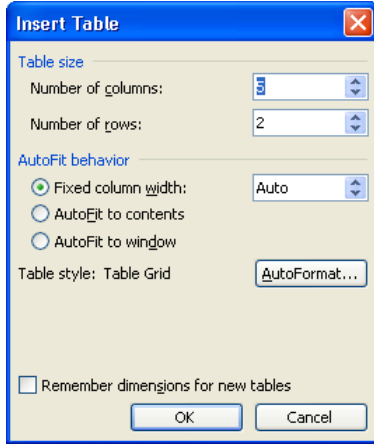 Insert Table
Table size
Number of columns: 5
Number of rows: 2
AutoFit behavior
Fixed column width: Auto
AutoFit to contents
AutoFit to window
Table style: Table Grid AutoFormat...
Remember dimensions for new tables
OK Cancel